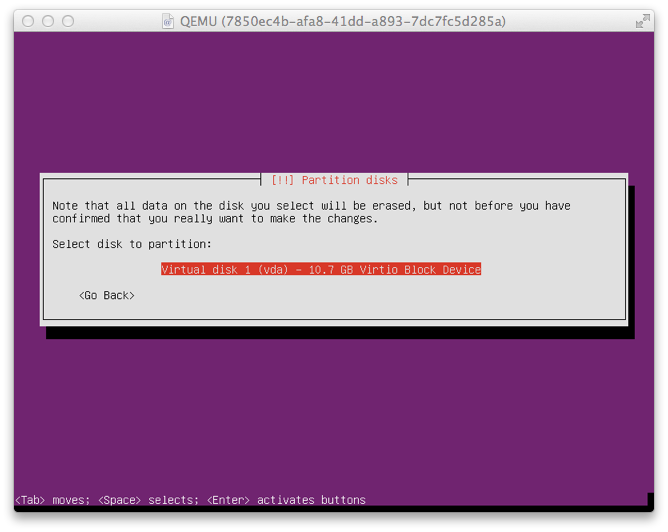 QEMU (7850ec4b-afa8-41dd-a893-7dc7fc5d285a)
[!!] Partition disks
Note that all data on the disk you select will be erased, but not before you have
confirmed that you really want to make the changes.
Select disk to partition:
Virtual disk 1 (vda) - 10.7 GB Virtio Block Device
<Go Back>
<Tab> moves; <Space> selects; <Enter> activates buttons